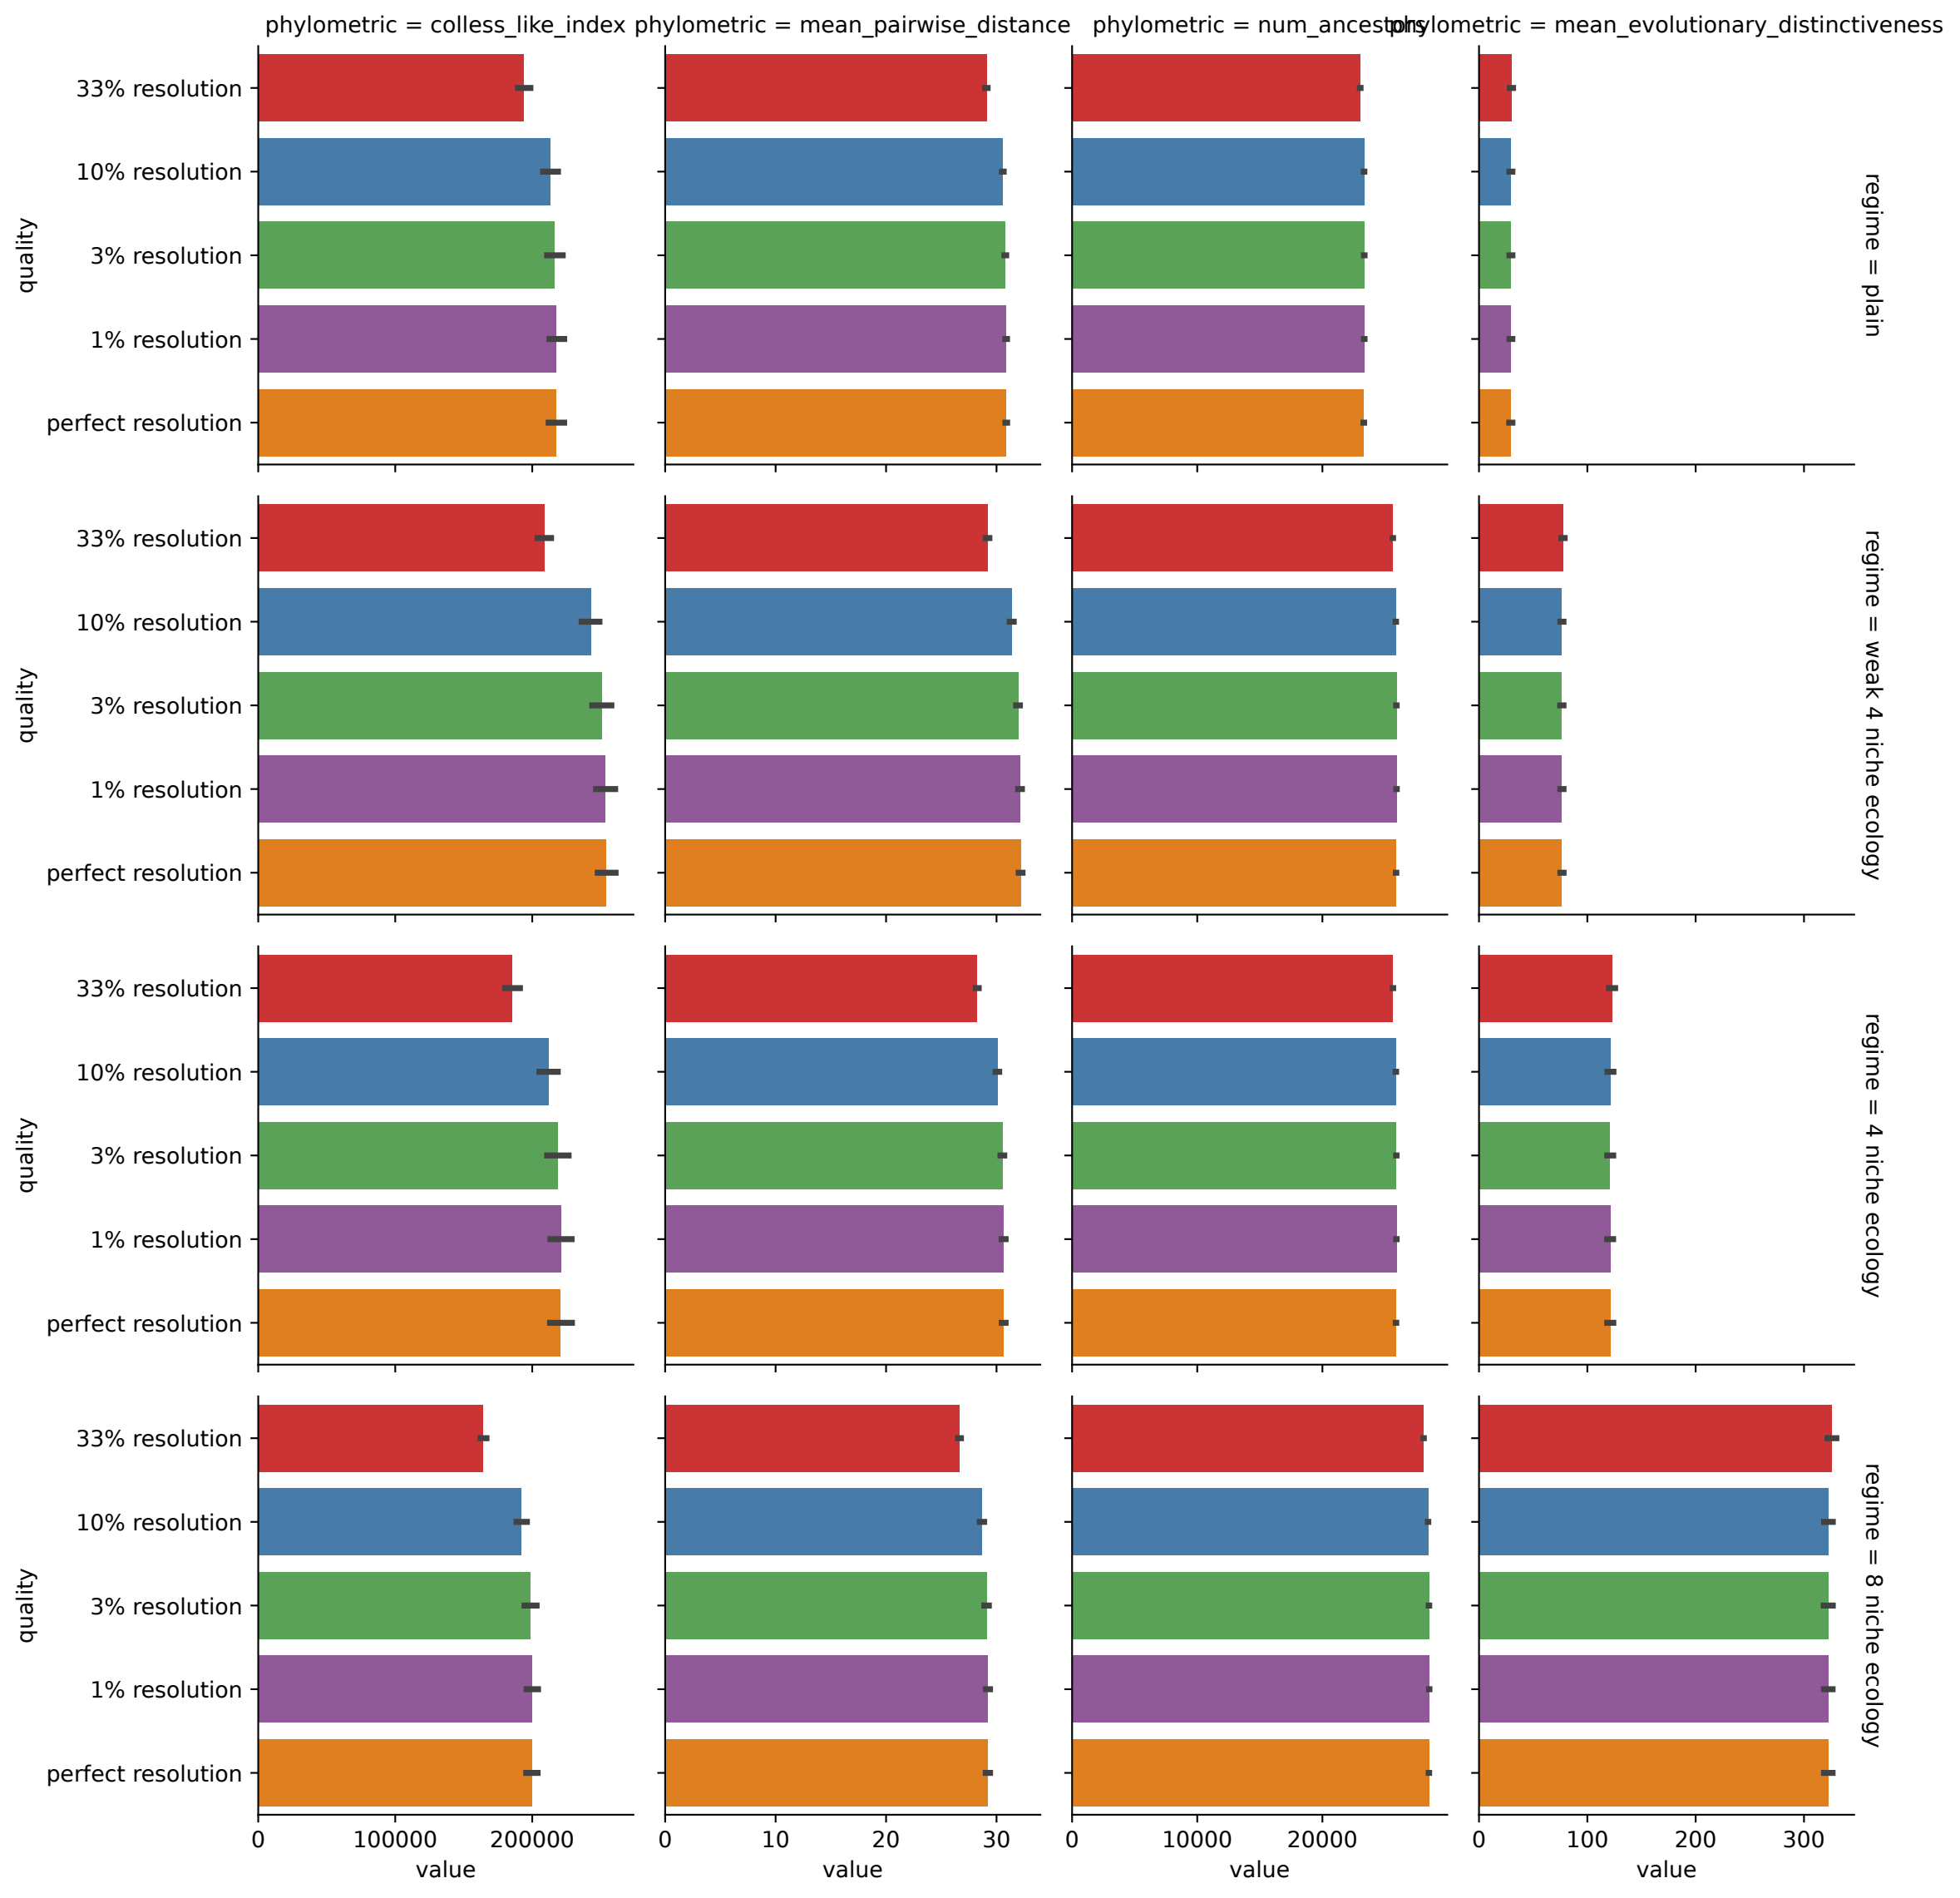 phylometric = colless_like_index
phylometric = mean_pairwise_distance
phylometric = num_ancestors
phylometric = mean_evolutionary_distinctiveness
quality
33% resolution
10% resolution
3% resolution
1% resolution
perfect resolution
regime = plain
quality
33% resolution
10% resolution
3% resolution
1% resolution
perfect resolution
regime = weak 4 niche ecology
quality
33% resolution
10% resolution
3% resolution
1% resolution
perfect resolution
regime = 4 niche ecology
quality
33% resolution
10% resolution
3% resolution
1% resolution
perfect resolution
regime = 8 niche ecology
0 100000 200000
value
0 10 20 30
value
0 10000 20000
value
0 100 200 300
value